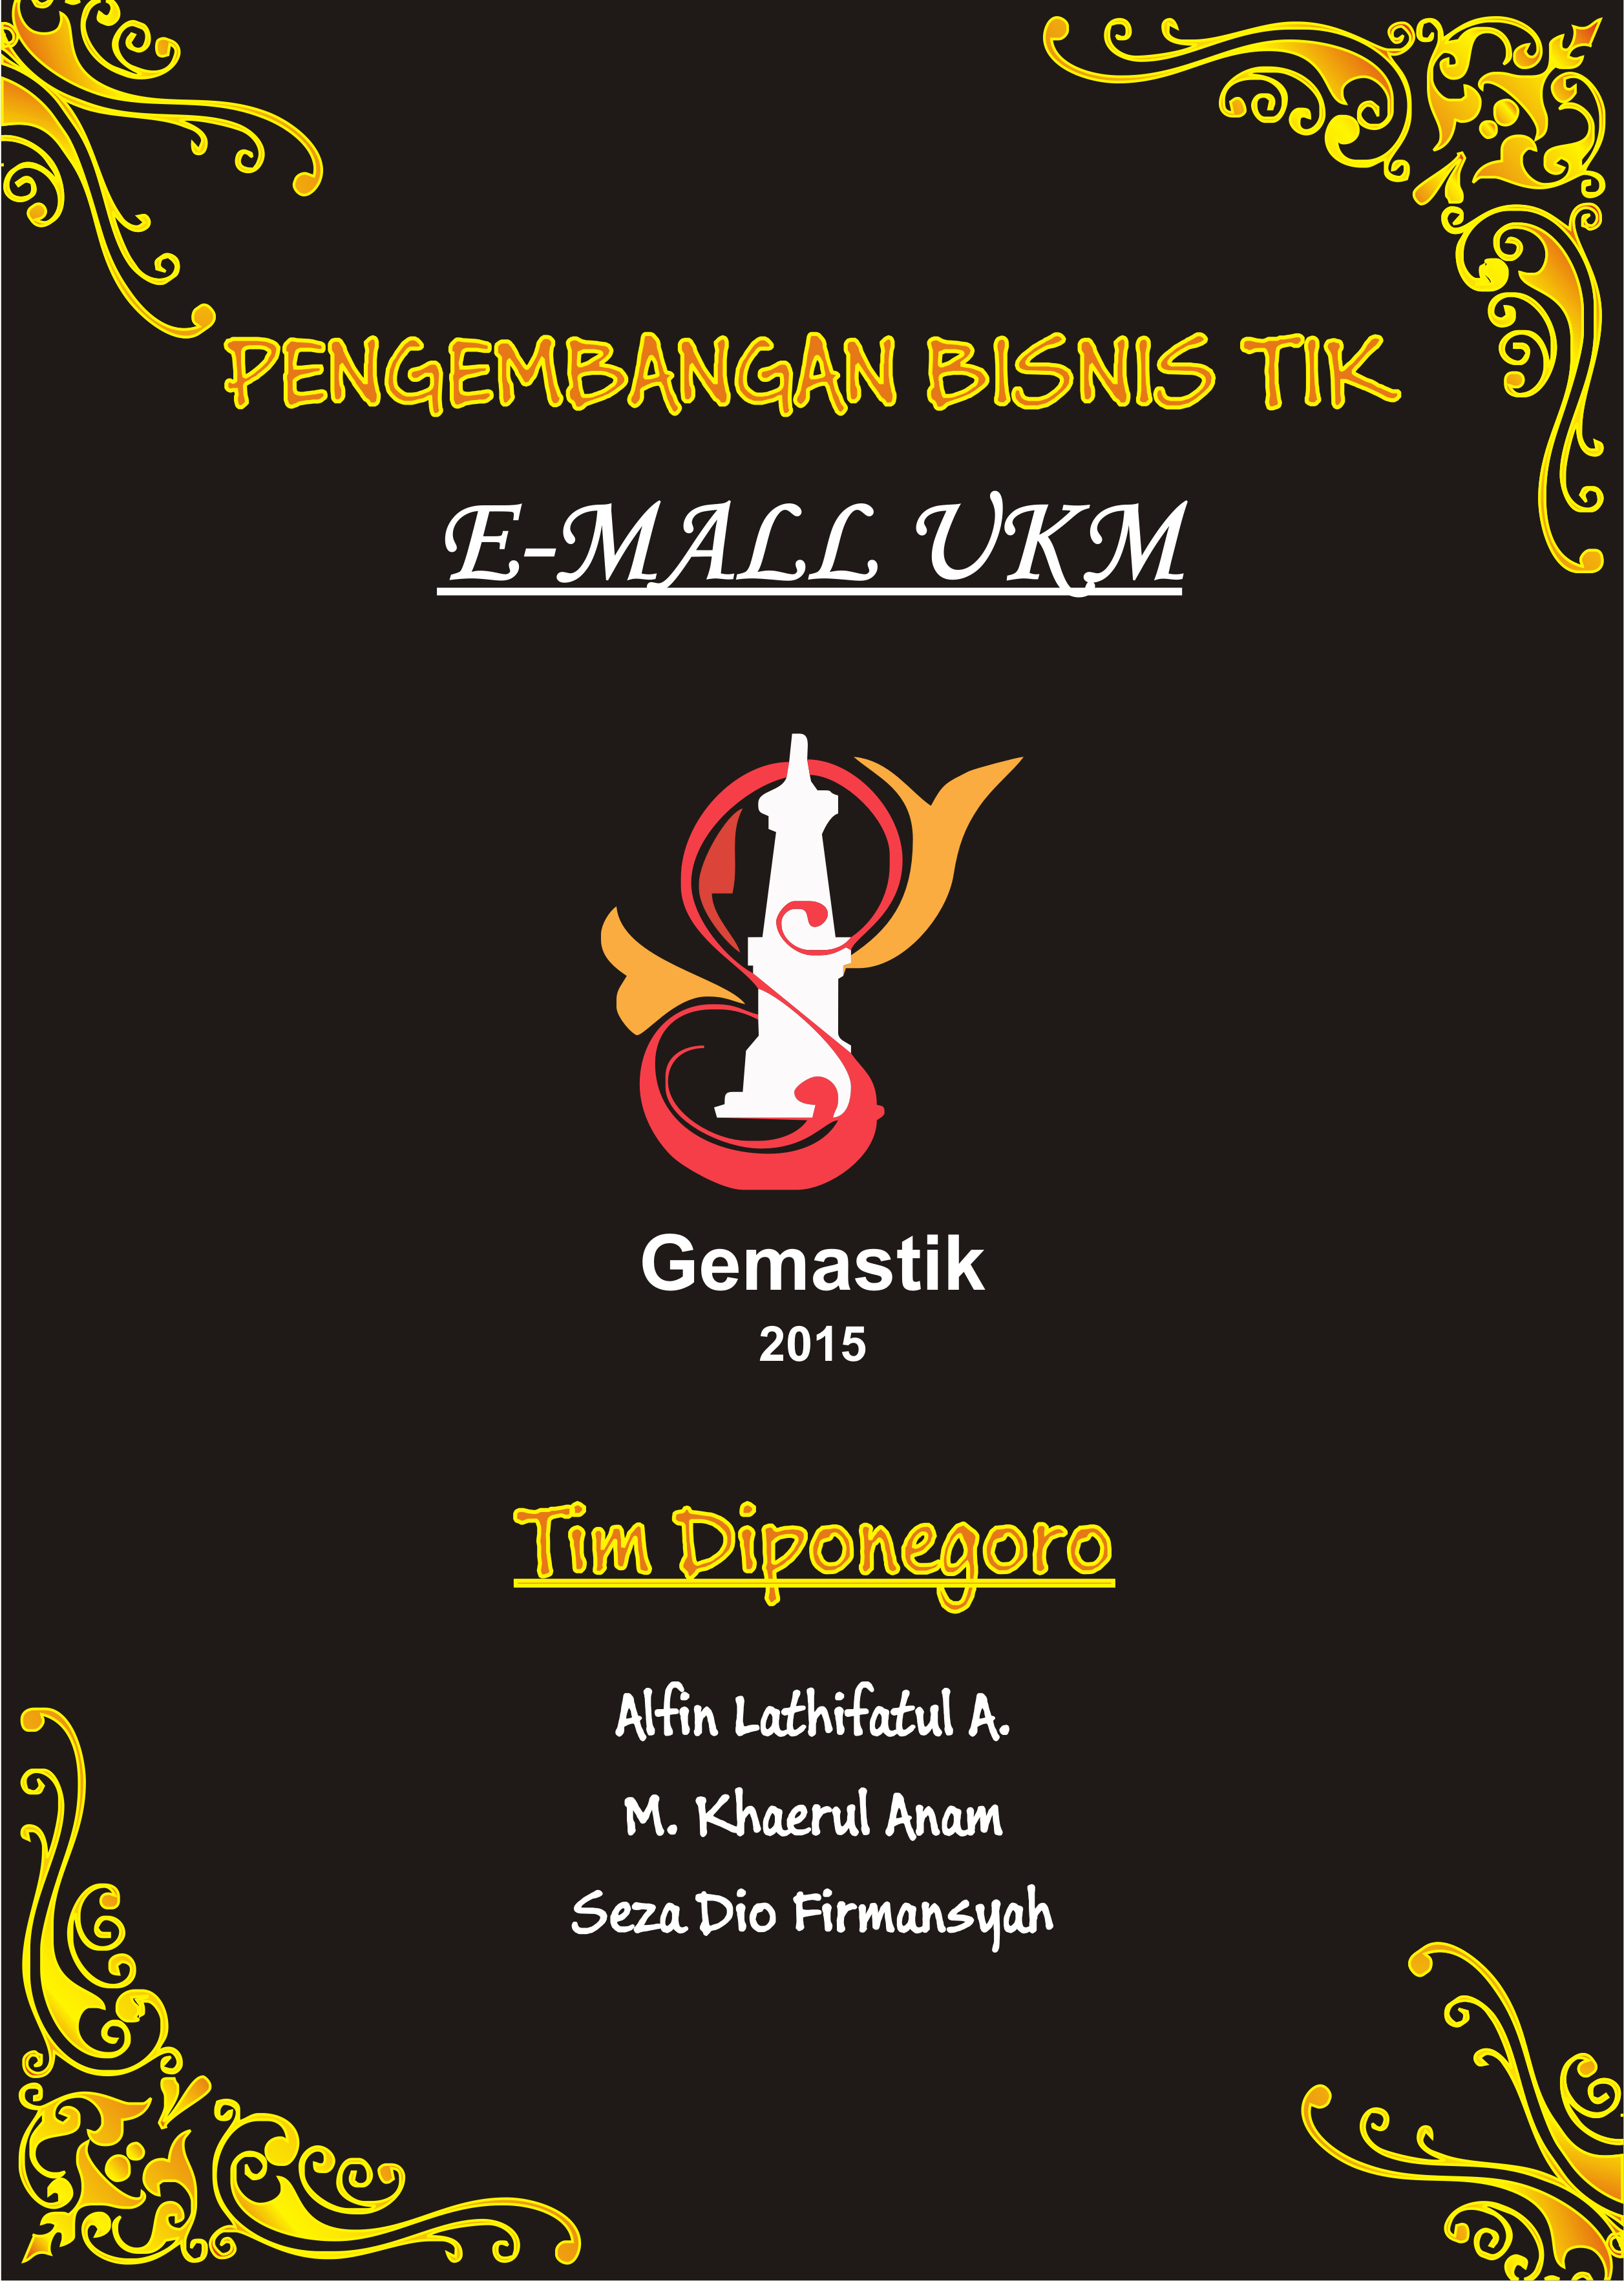 PENGEMBANGAN BISNIS TIK
E-MALL UKM
Gemastik
2015
Tim Diponegoro
Alfin Lathifatul A.
M. Khaerul Anam
Seza Dio Firmansyah